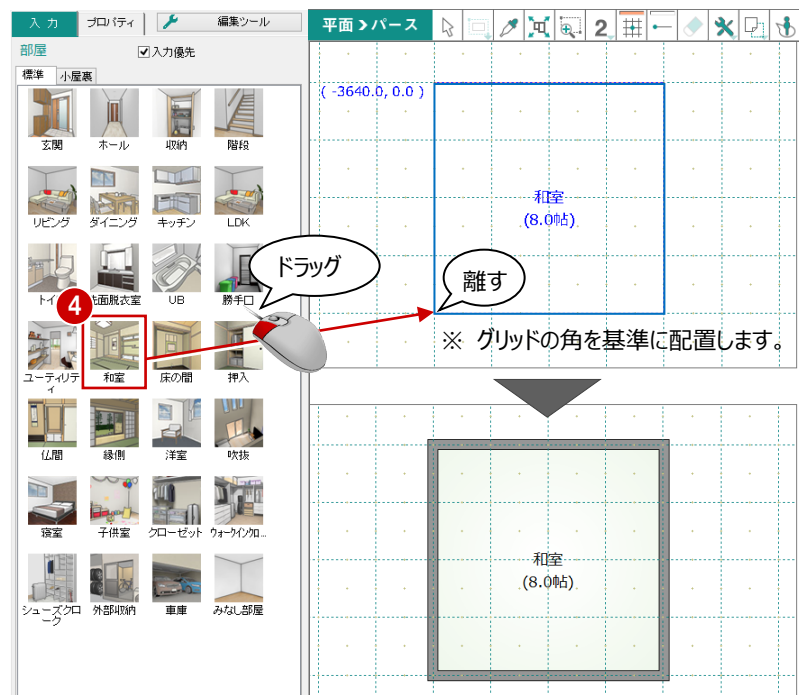 入 力 プロパティ 編集ツール
平面 > パース 2
部屋 入力優先
標準 小屋裏
玄関 ホール 収納 階段
リビング ダイニング キッチン LDK
洗面脱衣室 UB 勝手口
4
ユーティリティ 和室 床の間 押入
仏間 縁側 洋室 吹抜
寝室 子供室 クローゼット ウォークインクロ...
シューズクローク 外部収納 車庫 みなし部屋
( -3640.0, 0.0 )
和室
(8.0帖)
ドラッグ
離す
※ グリッドの角を基準に配置します。
和室
(8.0帖)